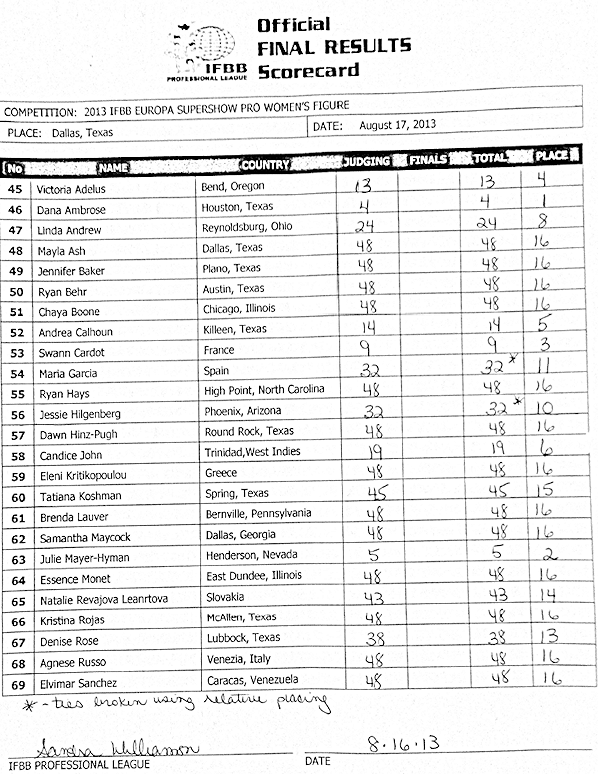 Official
FINAL RESULTS
Scorecard
IFBB
PROFESSIONAL LEAGUE
COMPETITION: 2013 IFBB EUROPA SUPERSHOW PRO WOMEN'S FIGURE
PLACE: Dallas, Texas DATE: August 17, 2013
No NAME COUNTRY JUDGING FINALS TOTAL PLACE
45 Victoria Adelus Bend, Oregon 13 13 4
46 Dana Ambrose Houston, Texas 4 4 1
47 Linda Andrew Reynoldsburg, Ohio 24 24 8
48 Mayla Ash Dallas, Texas 48 48 16
49 Jennifer Baker Plano, Texas 48 48 16
50 Ryan Behr Austin, Texas 48 48 16
51 Chaya Boone Chicago, Illinois 48 48 16
52 Andrea Calhoun Killeen, Texas 14 14 5
53 Swann Cardot France 9 9 3
54 Maria Garcia Spain 32 32* 11
55 Ryan Hays High Point, North Carolina 48 48 16
56 Jessie Hilgenberg Phoenix, Arizona 32 32* 10
57 Dawn Hinz-Pugh Round Rock, Texas 48 48 16
58 Candice John Trinidad,West Indies 19 19 6
59 Eleni Kritikopoulou Greece 48 48 16
60 Tatiana Koshman Spring, Texas 45 45 15
61 Brenda Lauver Bernville, Pennsylvania 48 48 16
62 Samantha Maycock Dallas, Georgia 48 48 16
63 Julie Mayer-Hyman Henderson, Nevada 5 5 2
64 Essence Monet East Dundee, Illinois 48 48 16
65 Natalie Revajova Leanrtova Slovakia 43 43 14
66 Kristina Rojas McAllen, Texas 48 48 16
67 Denise Rose Lubbock, Texas 38 38 13
68 Agnese Russo Venezia, Italy 48 48 16
69 Elvimar Sanchez Caracas, Venezuela 48 48 16
* - ties broken using relative placing
Sandra Williamson 8-16-13
IFBB PROFESSIONAL LEAGUE DATE